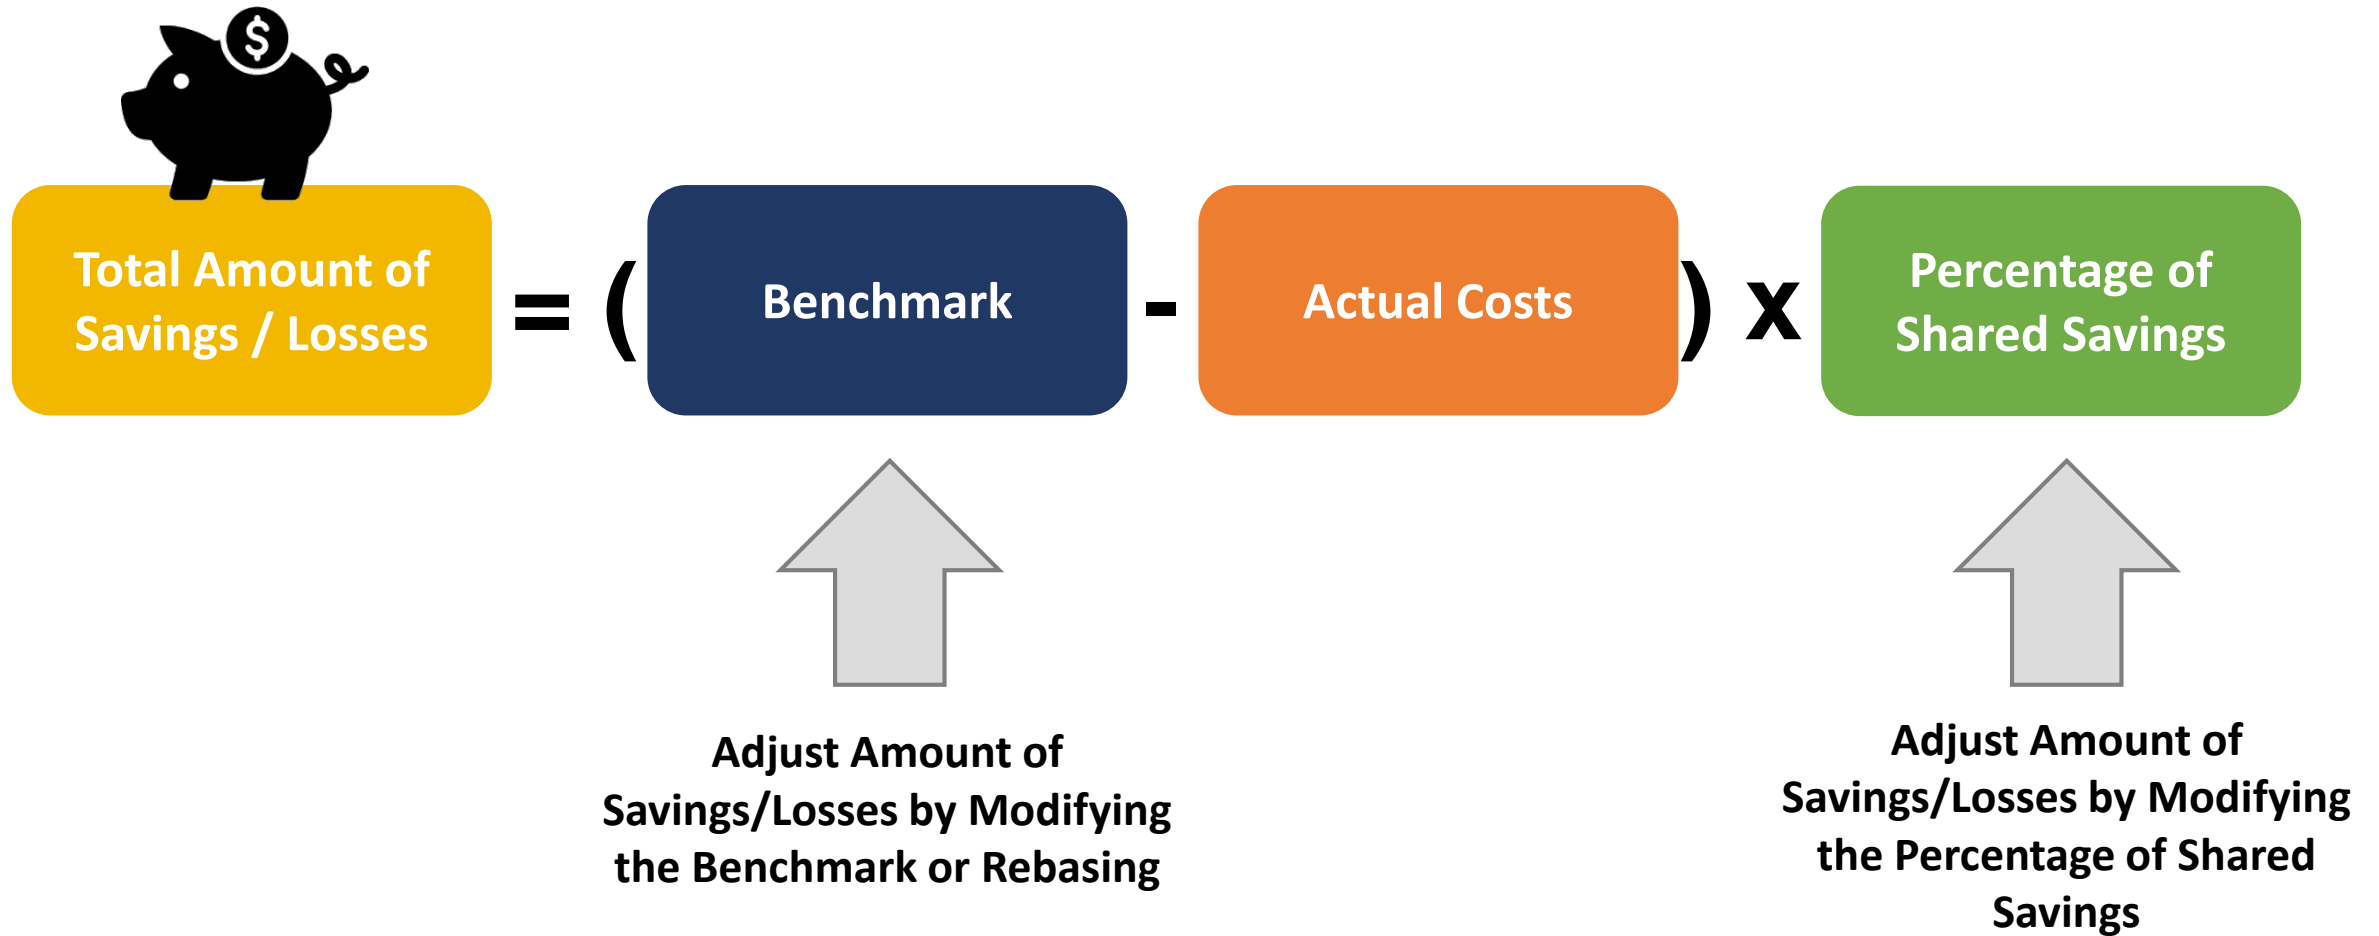 $
Total Amount of
Savings / Losses
= (
Benchmark
-
Actual Costs
) x
Percentage of
Shared Savings
Adjust Amount of
Savings/Losses by Modifying
the Benchmark or Rebasing
Adjust Amount of
Savings/Losses by Modifying
the Percentage of Shared
Savings